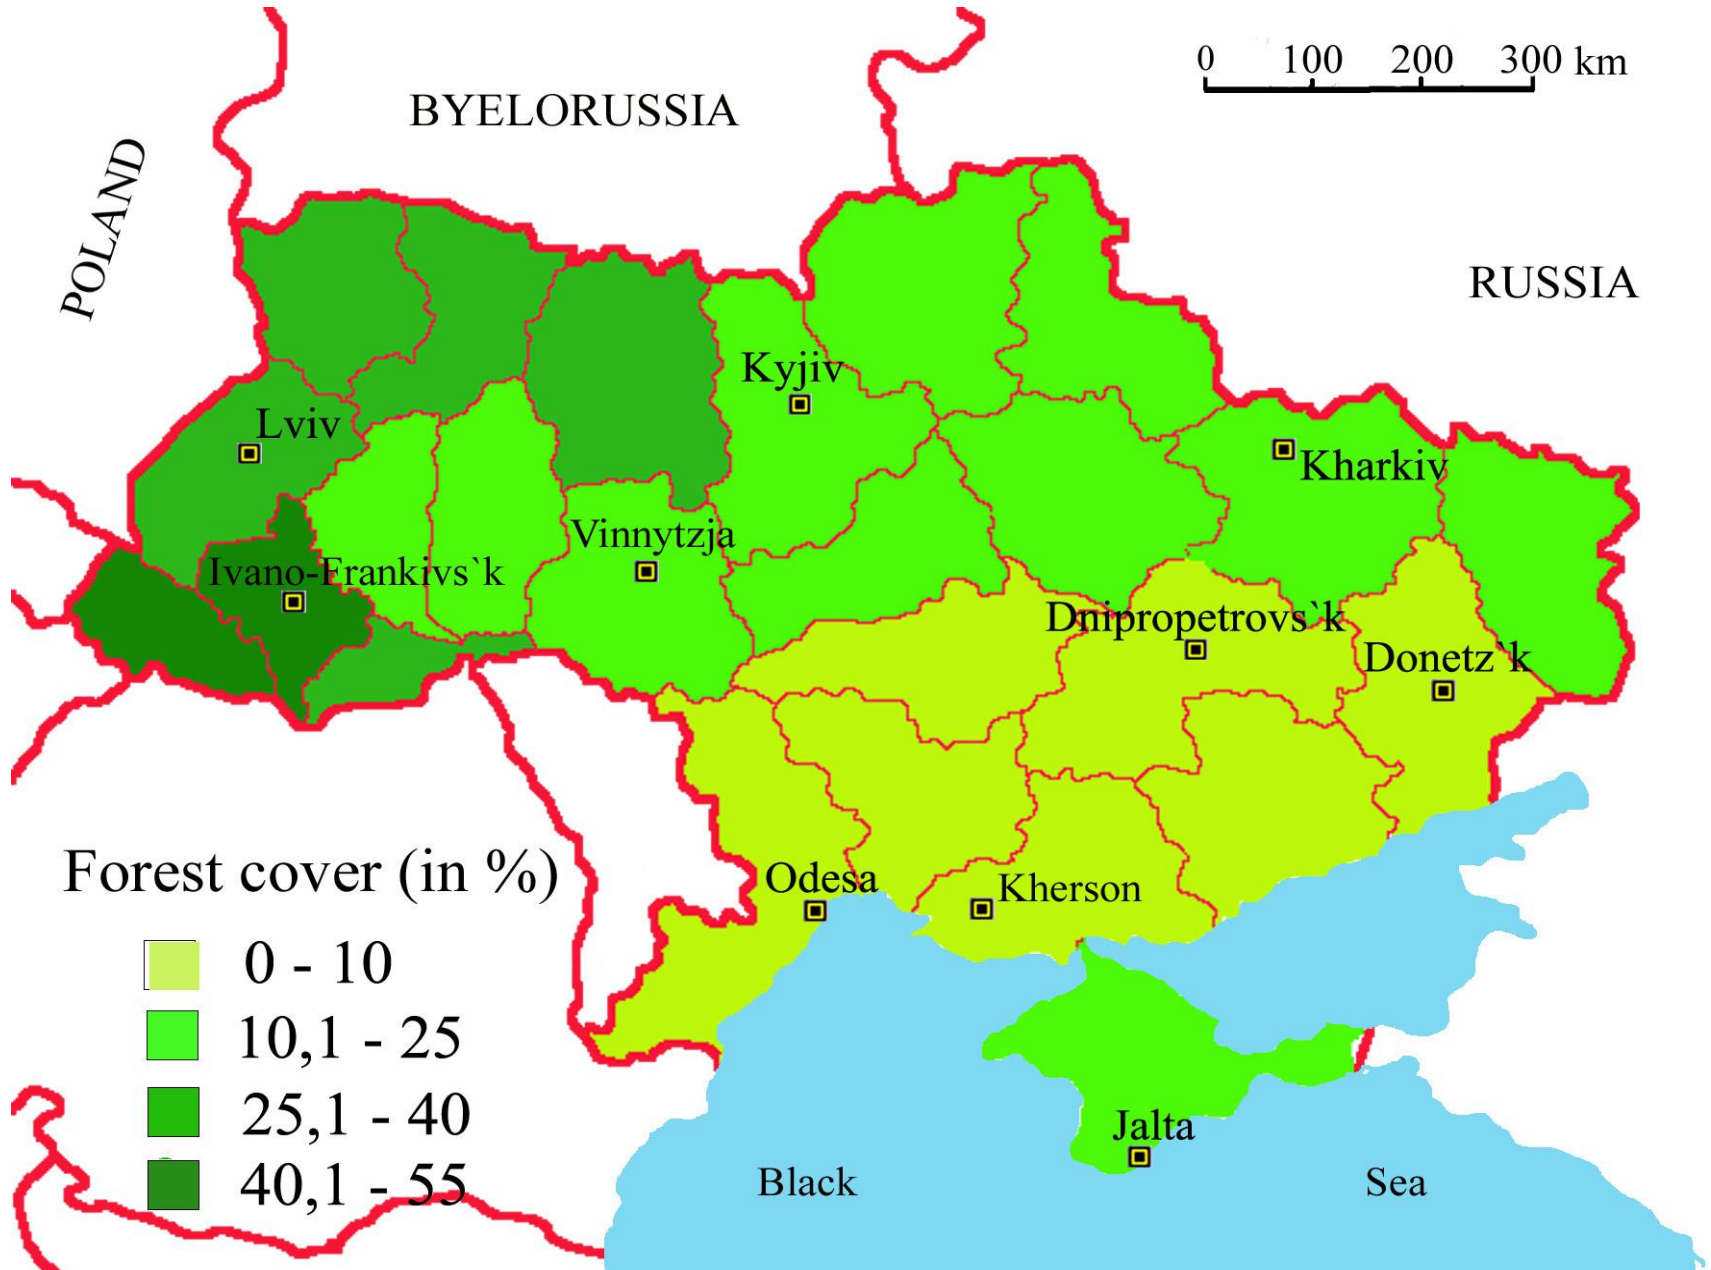 0 100 200 300 km
BYELORUSSIA
POLAND
RUSSIA
Kyjiv
Lviv
Kharkiv
Vinnytzja
Ivano-Frankivs`k
Dnipropetrovs`k
Donetz`k
Odesa
Kherson
Forest cover (in %)
0 - 10
10,1 - 25
25,1 - 40
40,1 - 55
Jalta
Black Sea